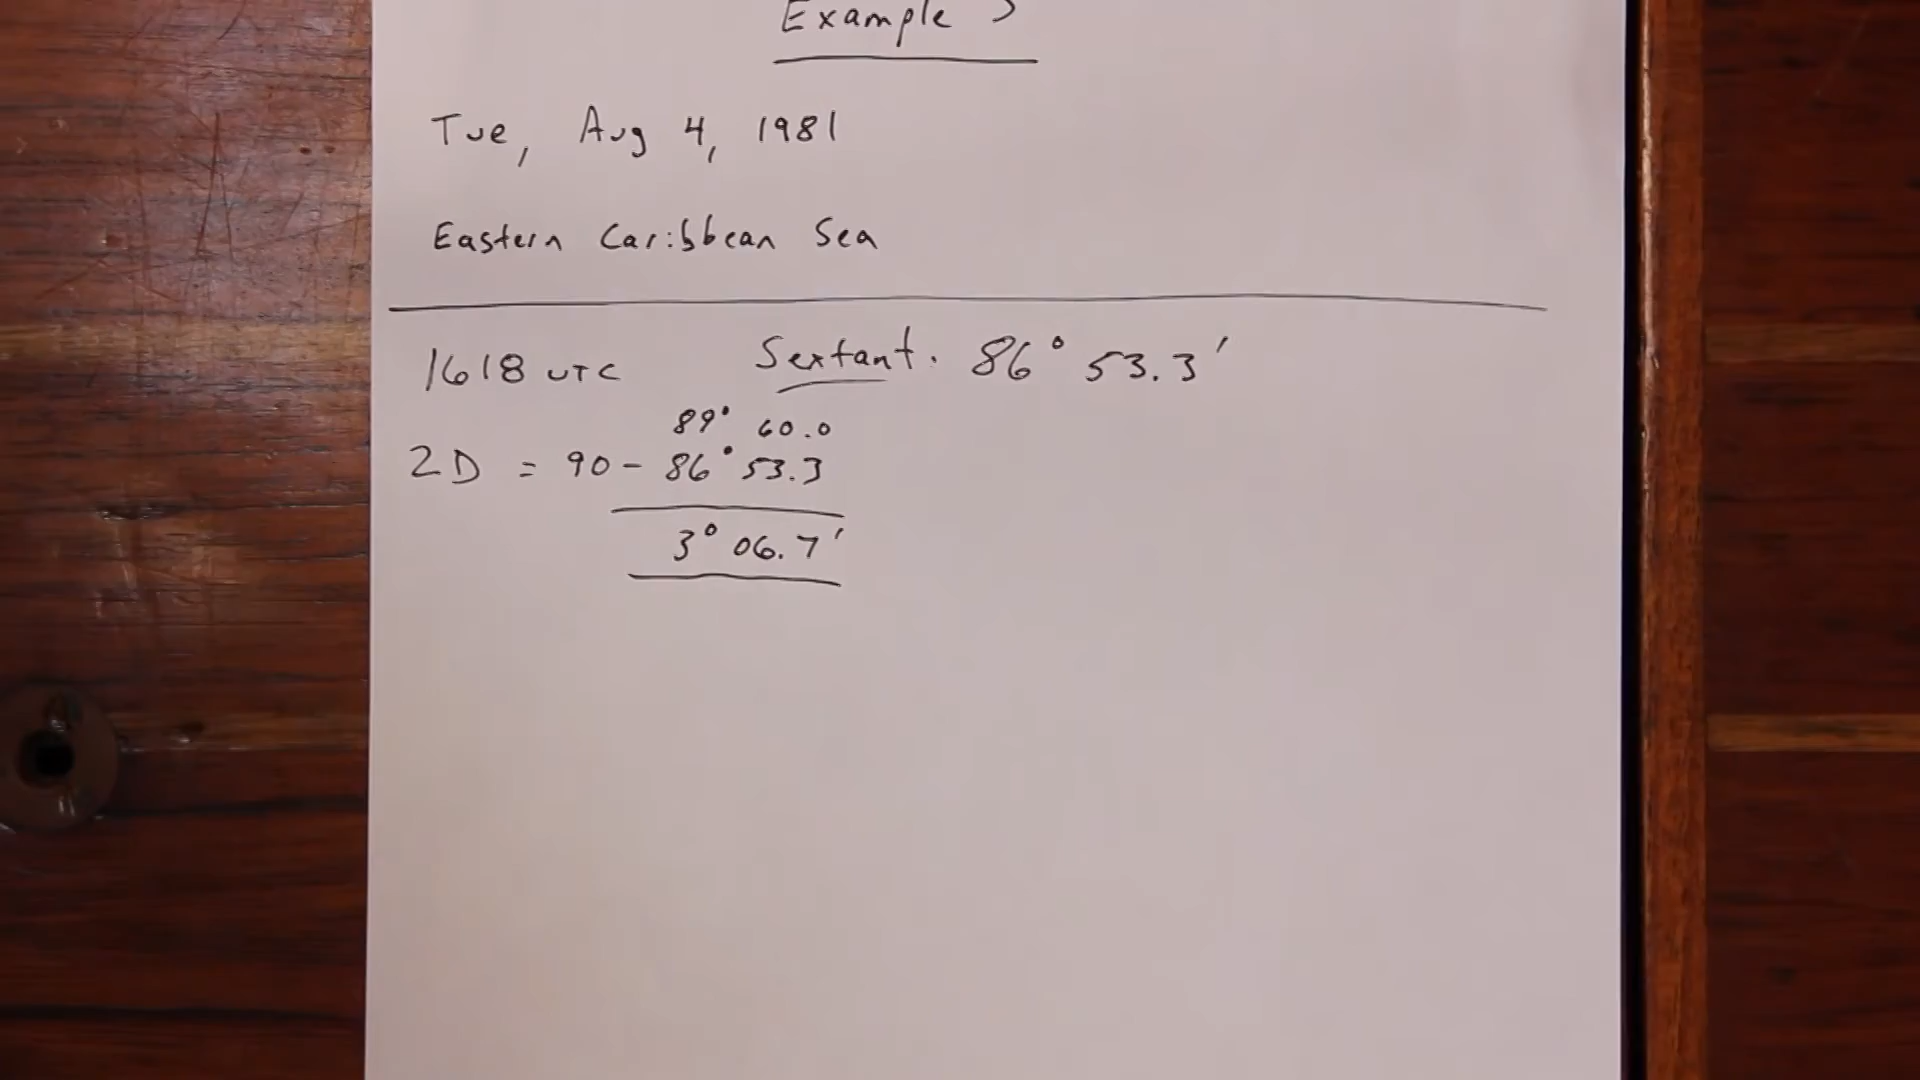 Example
Tue, Aug 4, 1981
Eastern Caribbean Sea
1618 UTC Sextant. 86° 53.3'
89° 60.0
ZD = 90 - 86° 53.3
3° 06.7'